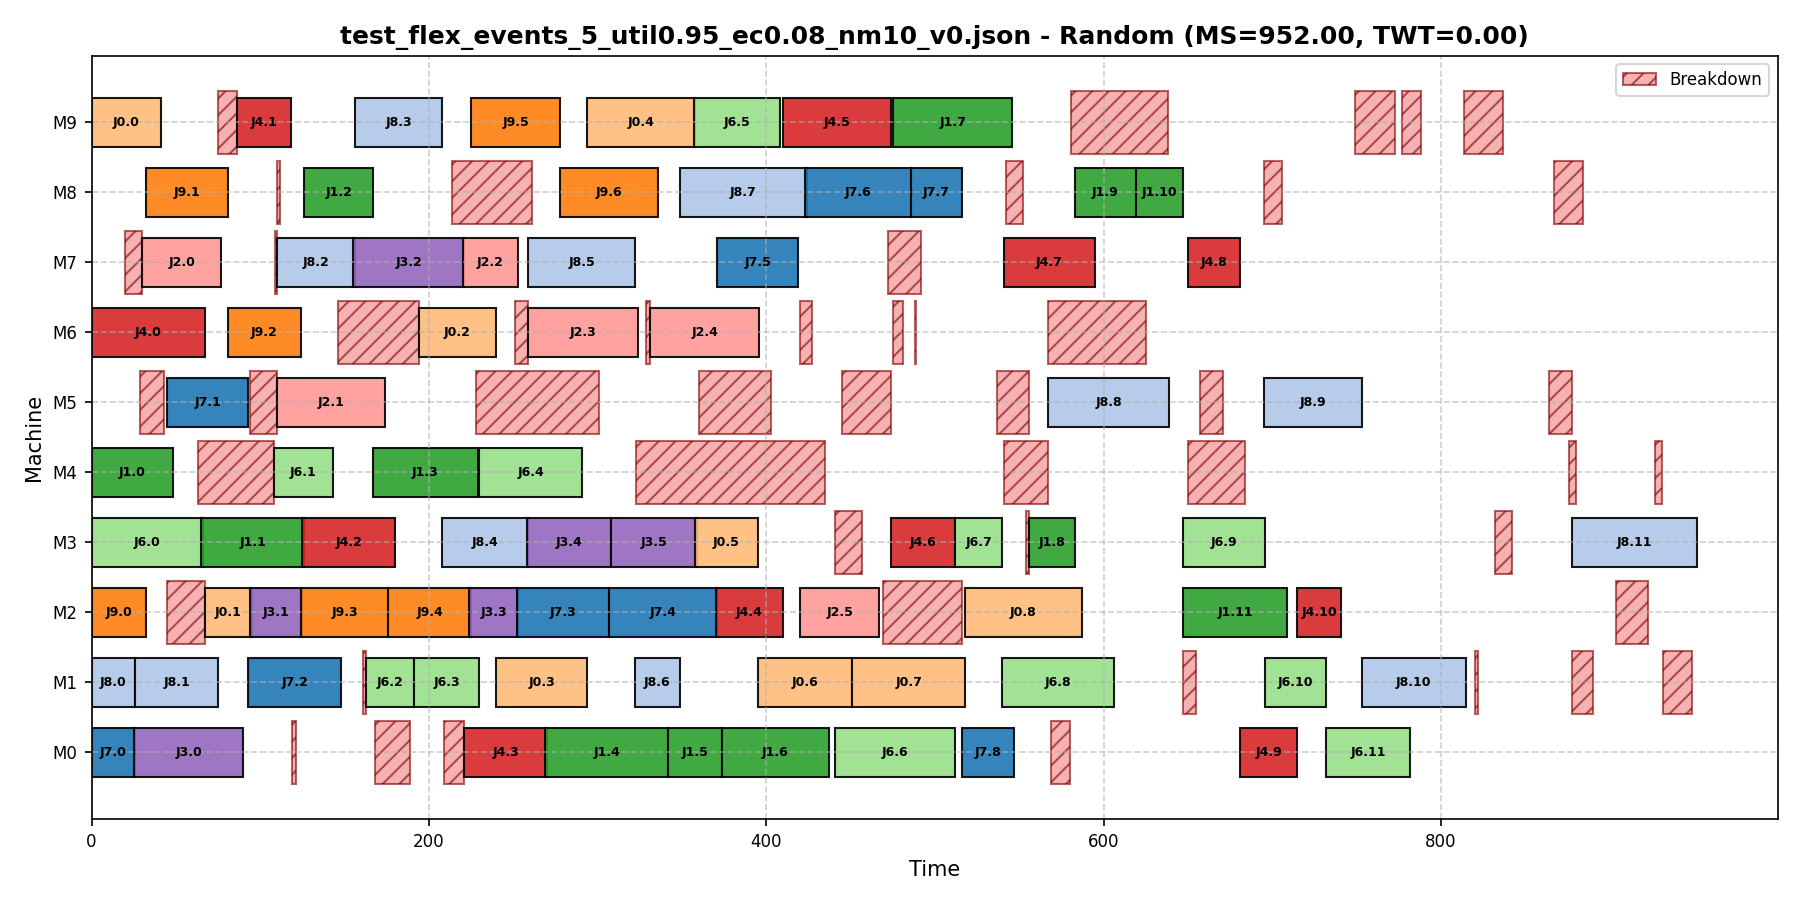 test_flex_events_5_util0.95_ec0.08_nm10_v0.json - Random (MS=952.00, TWT=0.00)
Breakdown
Machine
M9 J0.0 J4.1 J8.3 J9.5 J0.4 J6.5 J4.5 J1.7
M8 J9.1 J1.2 J9.6 J8.7 J7.6 J7.7 J1.9 J1.10
M7 J2.0 J8.2 J3.2 J2.2 J8.5 J7.5 J4.7 J4.8
M6 J4.0 J9.2 J0.2 J2.3 J2.4
M5 J7.1 J2.1 J8.8 J8.9
M4 J1.0 J6.1 J1.3 J6.4
M3 J6.0 J1.1 J4.2 J8.4 J3.4 J3.5 J0.5 J4.6 J6.7 J1.8 J6.9 J8.11
M2 J9.0 J0.1 J3.1 J9.3 J9.4 J3.3 J7.3 J7.4 J4.4 J2.5 J0.8 J1.11 J4.10
M1 J8.0 J8.1 J7.2 J6.2 J6.3 J0.3 J8.6 J0.6 J0.7 J6.8 J6.10 J8.10
M0 J7.0 J3.0 J4.3 J1.4 J1.5 J1.6 J6.6 J7.8 J4.9 J6.11
0 200 400 600 800
Time